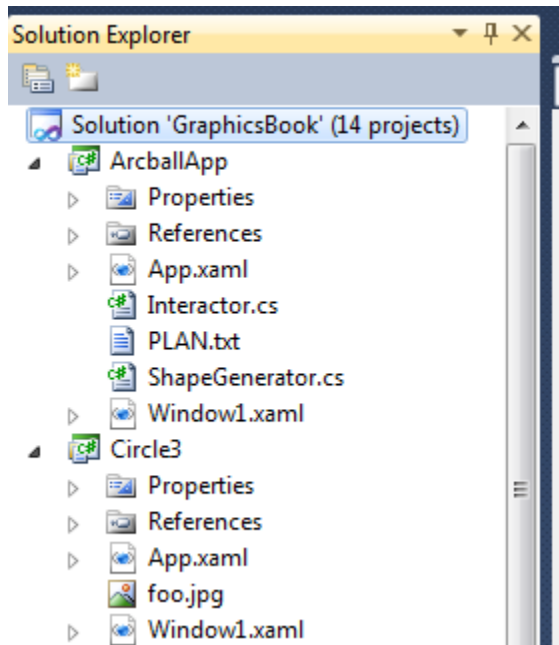 Solution Explorer
Solution 'GraphicsBook' (14 projects)
ArcballApp
Properties
References
App.xaml
Interactor.cs
PLAN.txt
ShapeGenerator.cs
Window1.xaml
Circle3
Properties
References
App.xaml
foo.jpg
Window1.xaml